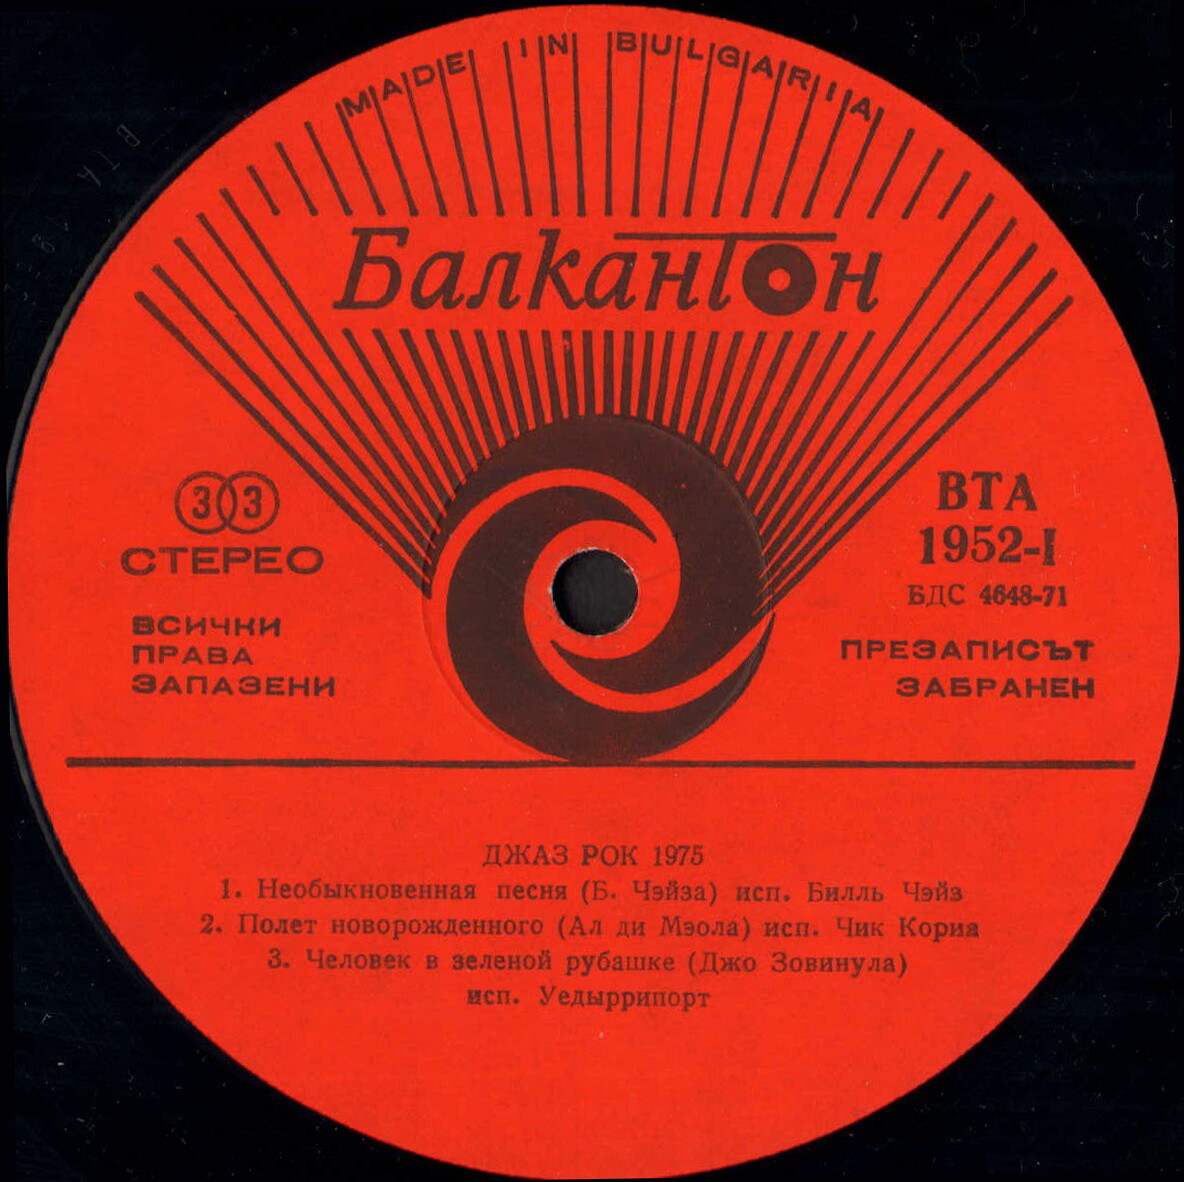 MADE IN BULGARIA
Балкантон
33
СТЕРЕО
ВСИЧКИ
ПРАВА
ЗАПАЗЕНИ
ВТА
1952-I
БДС 4648-71
ПРЕЗАПИСЪТ
ЗАБРАНЕН
ДЖАЗ РОК 1975
1. Необыкновенная песня (Б. Чэйза) исп. Билль Чэйз
2. Полет новорожденного (Ал ди Мэола) исп. Чик Кориа
3. Человек в зеленой рубашке (Джо Зовинула)
исп. Уедыррипорт